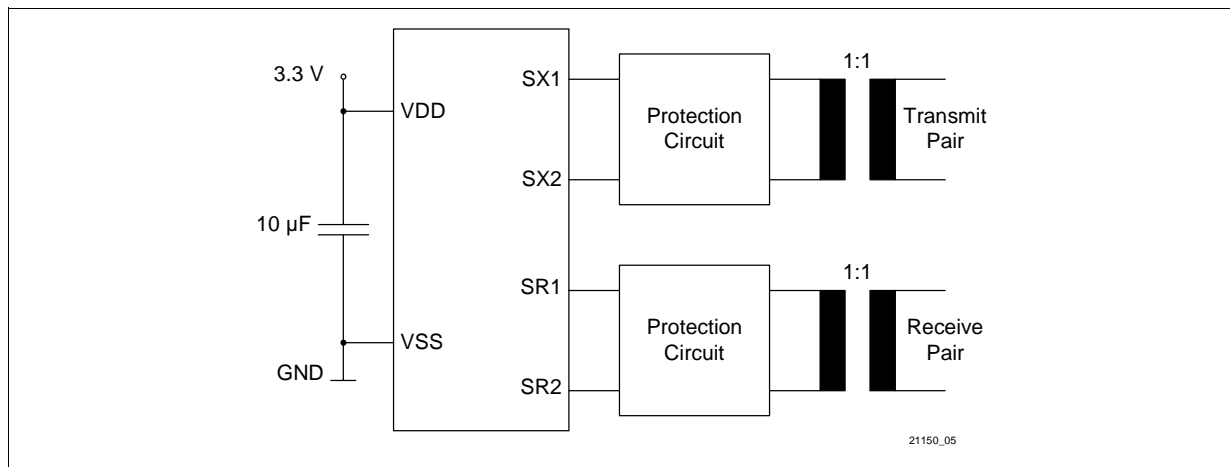 3.3 V
VDD
10 µF
VSS
GND
SX1
SX2
SR1
SR2
Protection
Circuit
1:1
Transmit
Pair
Protection
Circuit
1:1
Receive
Pair
21150_05